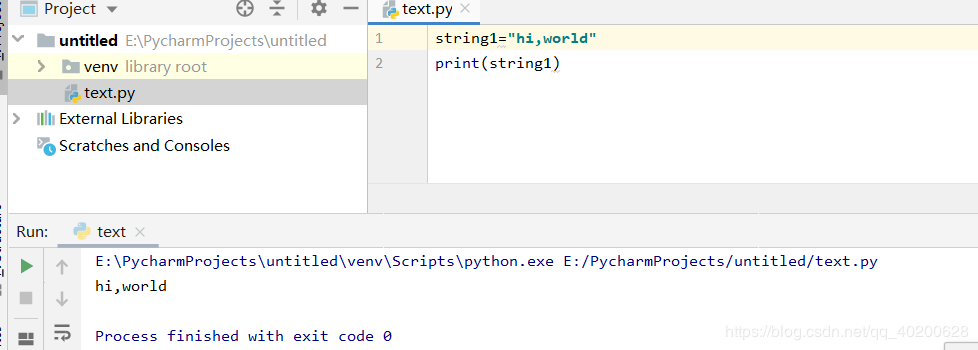 Project
text.py
untitled E:\PycharmProjects\untitled
venv library root
text.py
External Libraries
Scratches and Consoles
1 string1="hi,world"
2 print(string1)
Run: text
E:\PycharmProjects\untitled\venv\Scripts\python.exe E:/PycharmProjects/untitled/text.py
hi,world
Process finished with exit code 0
https://blog.csdn.net/qq_40200628